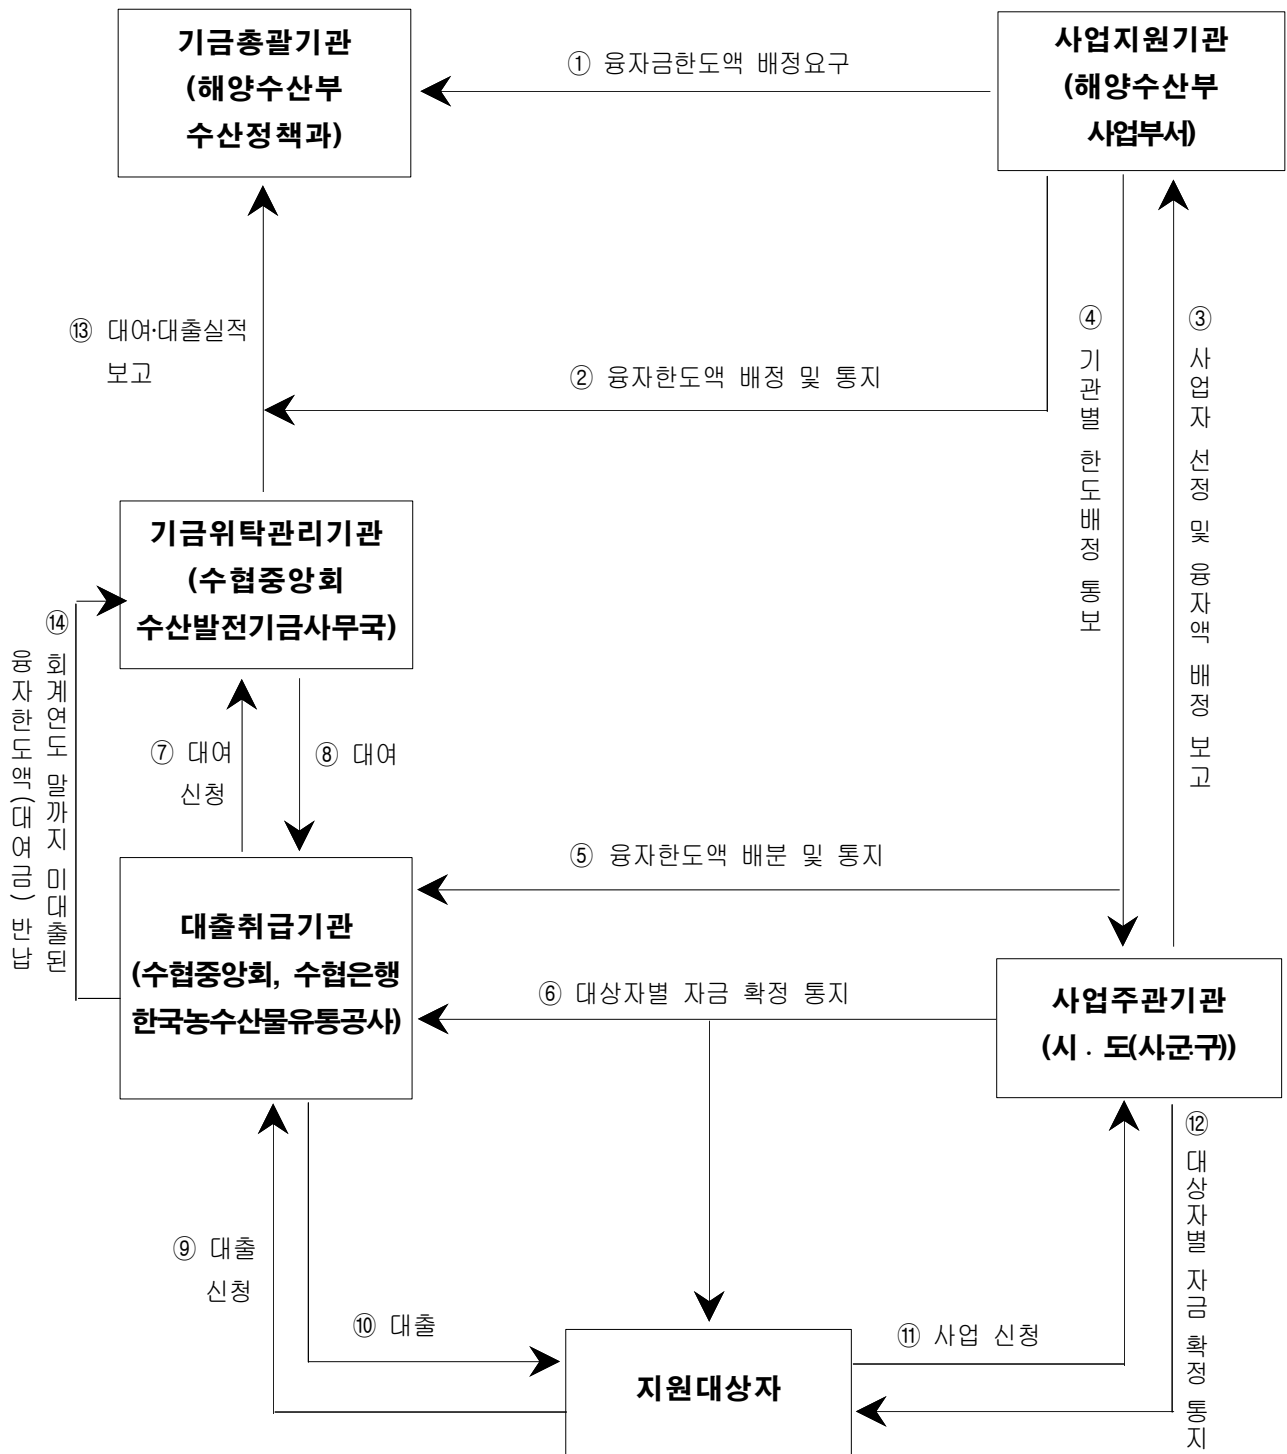 기금총괄기관
(해양수산부
수산정책과)
① 융자금한도액 배정요구
사업지원기관
(해양수산부
사업부서)
⑬ 대여·대출실적
보고
② 융자한도액 배정 및 통지
④ 기관별 한도배정 통보
③ 사업자 선정 및 융자액 배정 보고
기금위탁관리기관
(수협중앙회
수산발전기금사무국)
⑭ 회계연도 말까지 미대출된
융자한도액(대여금) 반납
⑦ 대여
신청
⑧ 대여
⑤ 융자한도액 배분 및 통지
대출취급기관
(수협중앙회, 수협은행
한국농수산물유통공사)
⑥ 대상자별 자금 확정 통지
사업주관기관
(시 · 도(시·군·구))
⑫ 대상자별 자금 확정 통지
⑨ 대출
신청
⑩ 대출
⑪ 사업 신청
지원대상자